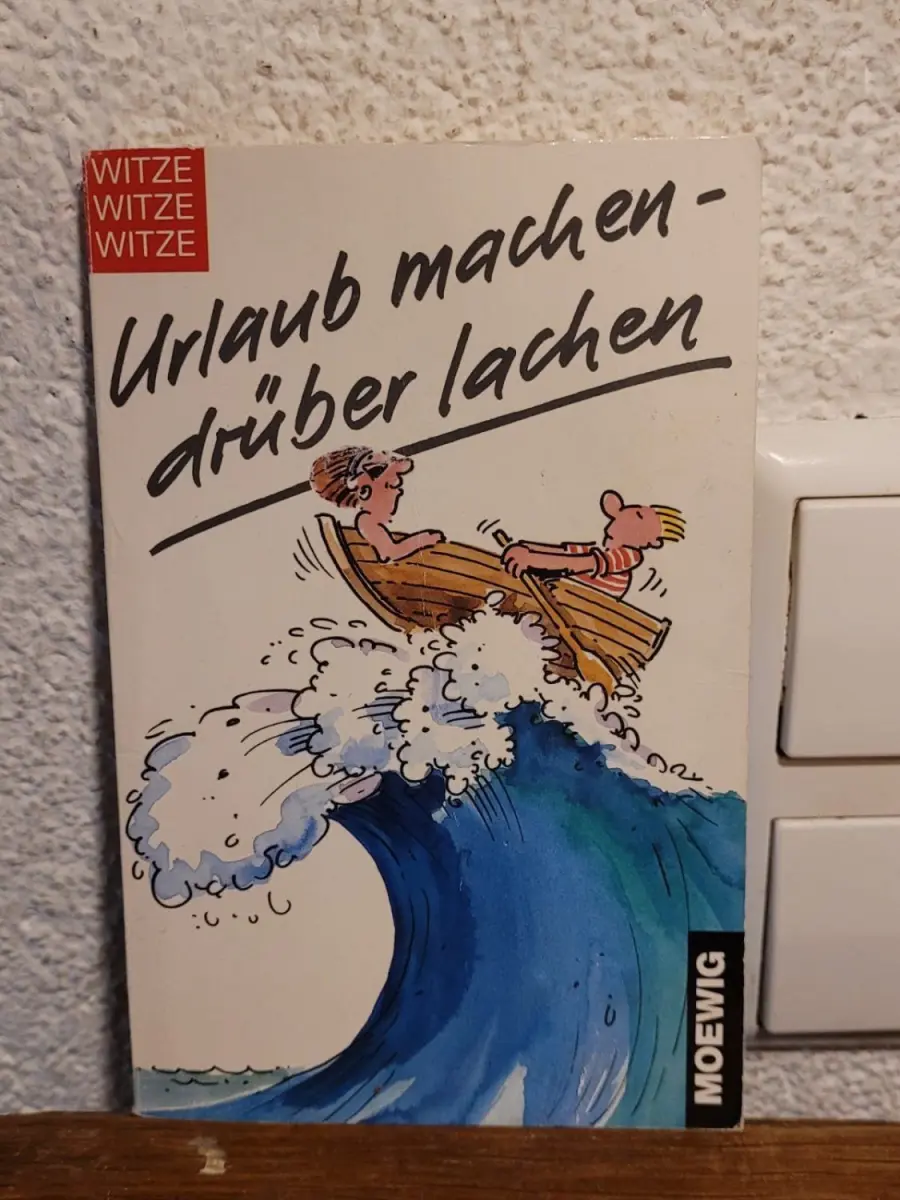 WITZE
WITZE
WITZE
Urlaub machen -
drüber lachen
MOEWIG